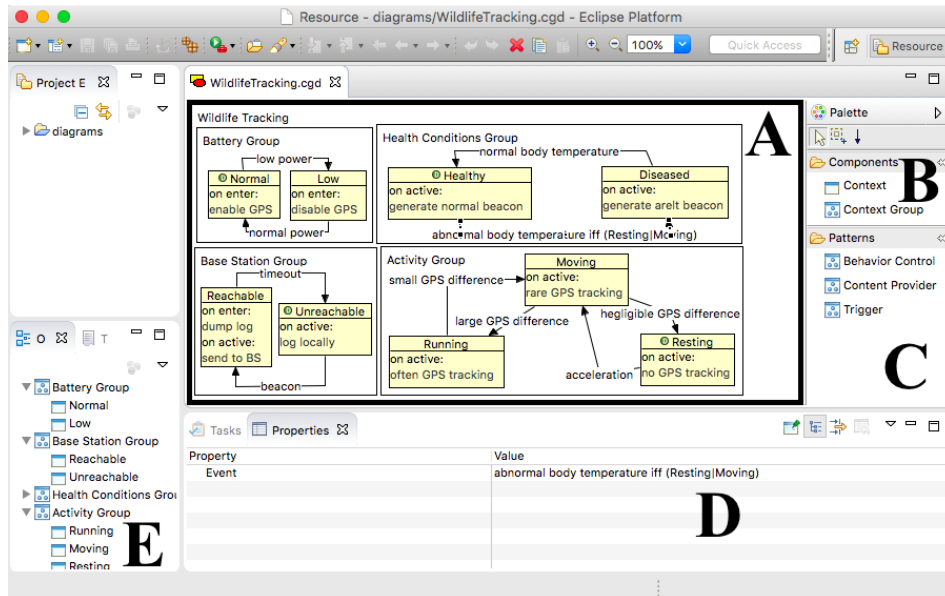 Resource - diagrams/WildlifeTracking.cgd - Eclipse Platform
100%
Quick Access
Resource
Project E
diagrams
WildlifeTracking.cgd
Wildlife Tracking
A
Battery Group
low power
D Normal
on enter:
enable GPS
Low
on enter:
disable GPS
normal power
Health Conditions Group
normal body temperature
D Healthy
on active:
generate normal beacon
Diseased
on active:
generate arelt beacon
abnormal body temperature iff (Resting|Moving)
Base Station Group
timeout
Reachable
on enter:
dump log
on active:
send to BS
D Unreachable
on active:
log locally
beacon
Activity Group
small GPS difference
Moving
on active:
rare GPS tracking
large GPS difference
hegligible GPS difference
Running
on active:
often GPS tracking
acceleration
D Resting
on active:
no GPS tracking
Palette
Components
Context
Context Group
B
Patterns
Behavior Control
Content Provider
Trigger
C
O
T
Battery Group
Normal
Low
Base Station Group
Reachable
Unreachable
Health Conditions Grou
Activity Group
Running
Moving
Resting
E
Tasks
Properties
Property
Value
Event
abnormal body temperature iff (Resting|Moving)
D